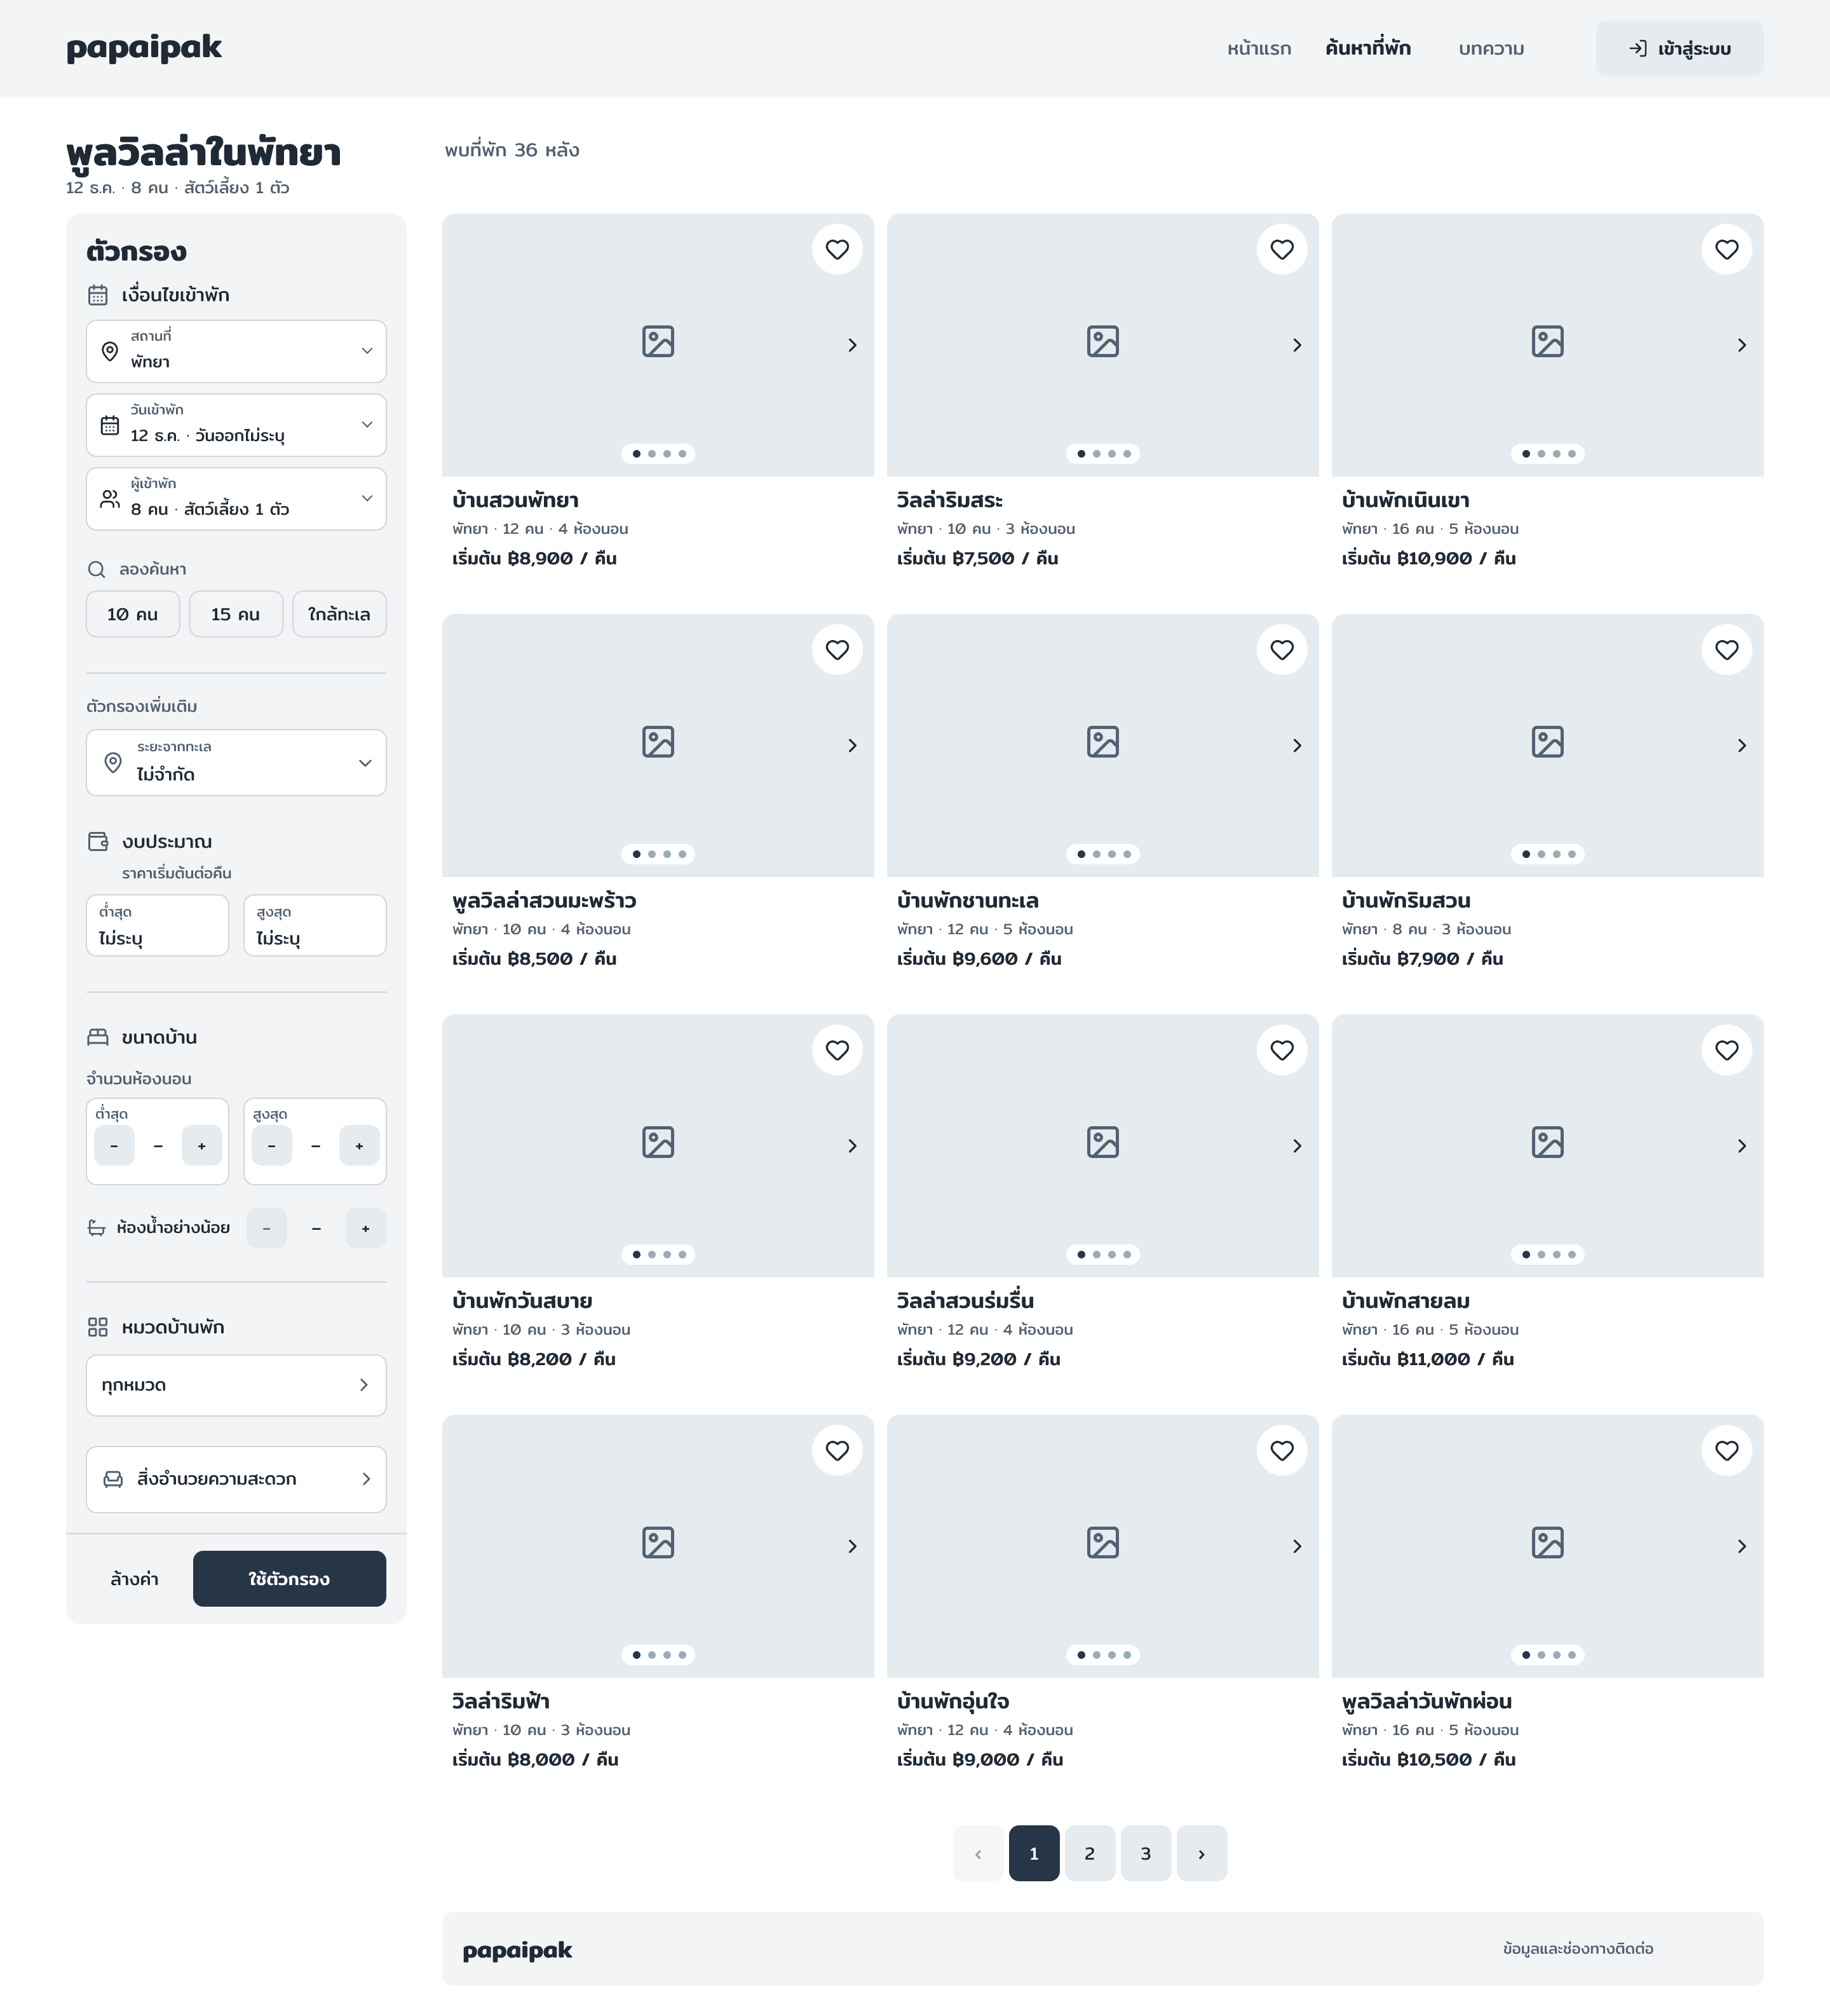 papaipak
หน้าแรก
ค้นหาที่พัก
บทความ
เข้าสู่ระบบ
พูลวิลล่าในพัทยา
12 ธ.ค. · 8 คน · สัตว์เลี้ยง 1 ตัว
พบที่พัก 36 หลัง
ตัวกรอง
เงื่อนไขเข้าพัก
สถานที่
พัทยา
วันเข้าพัก
12 ธ.ค. · วันออกไม่ระบุ
ผู้เข้าพัก
8 คน · สัตว์เลี้ยง 1 ตัว
ลองค้นหา
10 คน
15 คน
ใกล้ทะเล
ตัวกรองเพิ่มเติม
ระยะจากทะเล
ไม่จำกัด
งบประมาณ
ราคาเริ่มต้นต่อคืน
ต่ำสุด
ไม่ระบุ
สูงสุด
ไม่ระบุ
ขนาดบ้าน
จำนวนห้องนอน
ต่ำสุด
- – +
สูงสุด
- – +
ห้องน้ำอย่างน้อย - – +
หมวดบ้านพัก
ทุกหมวด
สิ่งอำนวยความสะดวก
ล้างค่า
ใช้ตัวกรอง
บ้านสวนพัทยา
พัทยา · 12 คน · 4 ห้องนอน
เริ่มต้น ฿8,900 / คืน
วิลล่าริมสระ
พัทยา · 10 คน · 3 ห้องนอน
เริ่มต้น ฿7,500 / คืน
บ้านพักเนินเขา
พัทยา · 16 คน · 5 ห้องนอน
เริ่มต้น ฿10,900 / คืน
พูลวิลล่าสวนมะพร้าว
พัทยา · 10 คน · 4 ห้องนอน
เริ่มต้น ฿8,500 / คืน
บ้านพักชานทะเล
พัทยา · 12 คน · 5 ห้องนอน
เริ่มต้น ฿9,600 / คืน
บ้านพักริมสวน
พัทยา · 8 คน · 3 ห้องนอน
เริ่มต้น ฿7,900 / คืน
บ้านพักวันสบาย
พัทยา · 10 คน · 3 ห้องนอน
เริ่มต้น ฿8,200 / คืน
วิลล่าสวนร่มรื่น
พัทยา · 12 คน · 4 ห้องนอน
เริ่มต้น ฿9,200 / คืน
บ้านพักสายลม
พัทยา · 16 คน · 5 ห้องนอน
เริ่มต้น ฿11,000 / คืน
วิลล่าริมฟ้า
พัทยา · 10 คน · 3 ห้องนอน
เริ่มต้น ฿8,000 / คืน
บ้านพักอุ่นใจ
พัทยา · 12 คน · 4 ห้องนอน
เริ่มต้น ฿9,000 / คืน
พูลวิลล่าวันพักผ่อน
พัทยา · 16 คน · 5 ห้องนอน
เริ่มต้น ฿10,500 / คืน
‹ 1 2 3 ›
papaipak
ข้อมูลและช่องทางติดต่อ